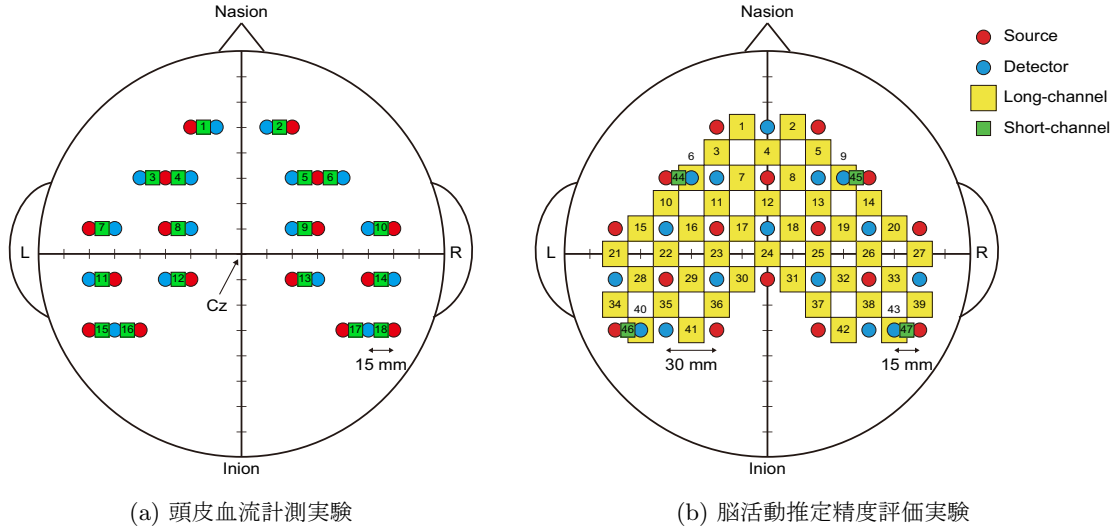 Nasion
1 2
3 4 5 6
7 8 9 10
L R
11 12 13 14
Cz
15 16 17 18
15 mm
Inion
(a) 頭皮血流計測実験
Nasion
1 2
3 4 5
6 9
44 7 8 45
10 11 12 13 14
15 16 17 18 19 20
L 21 22 23 24 25 26 27 R
28 29 30 31 32 33
34 40 35 36 37 38 43 39
46 41 42 47
30 mm 15 mm
Inion
(b) 脳活動推定精度評価実験
Source
Detector
Long-channel
Short-channel